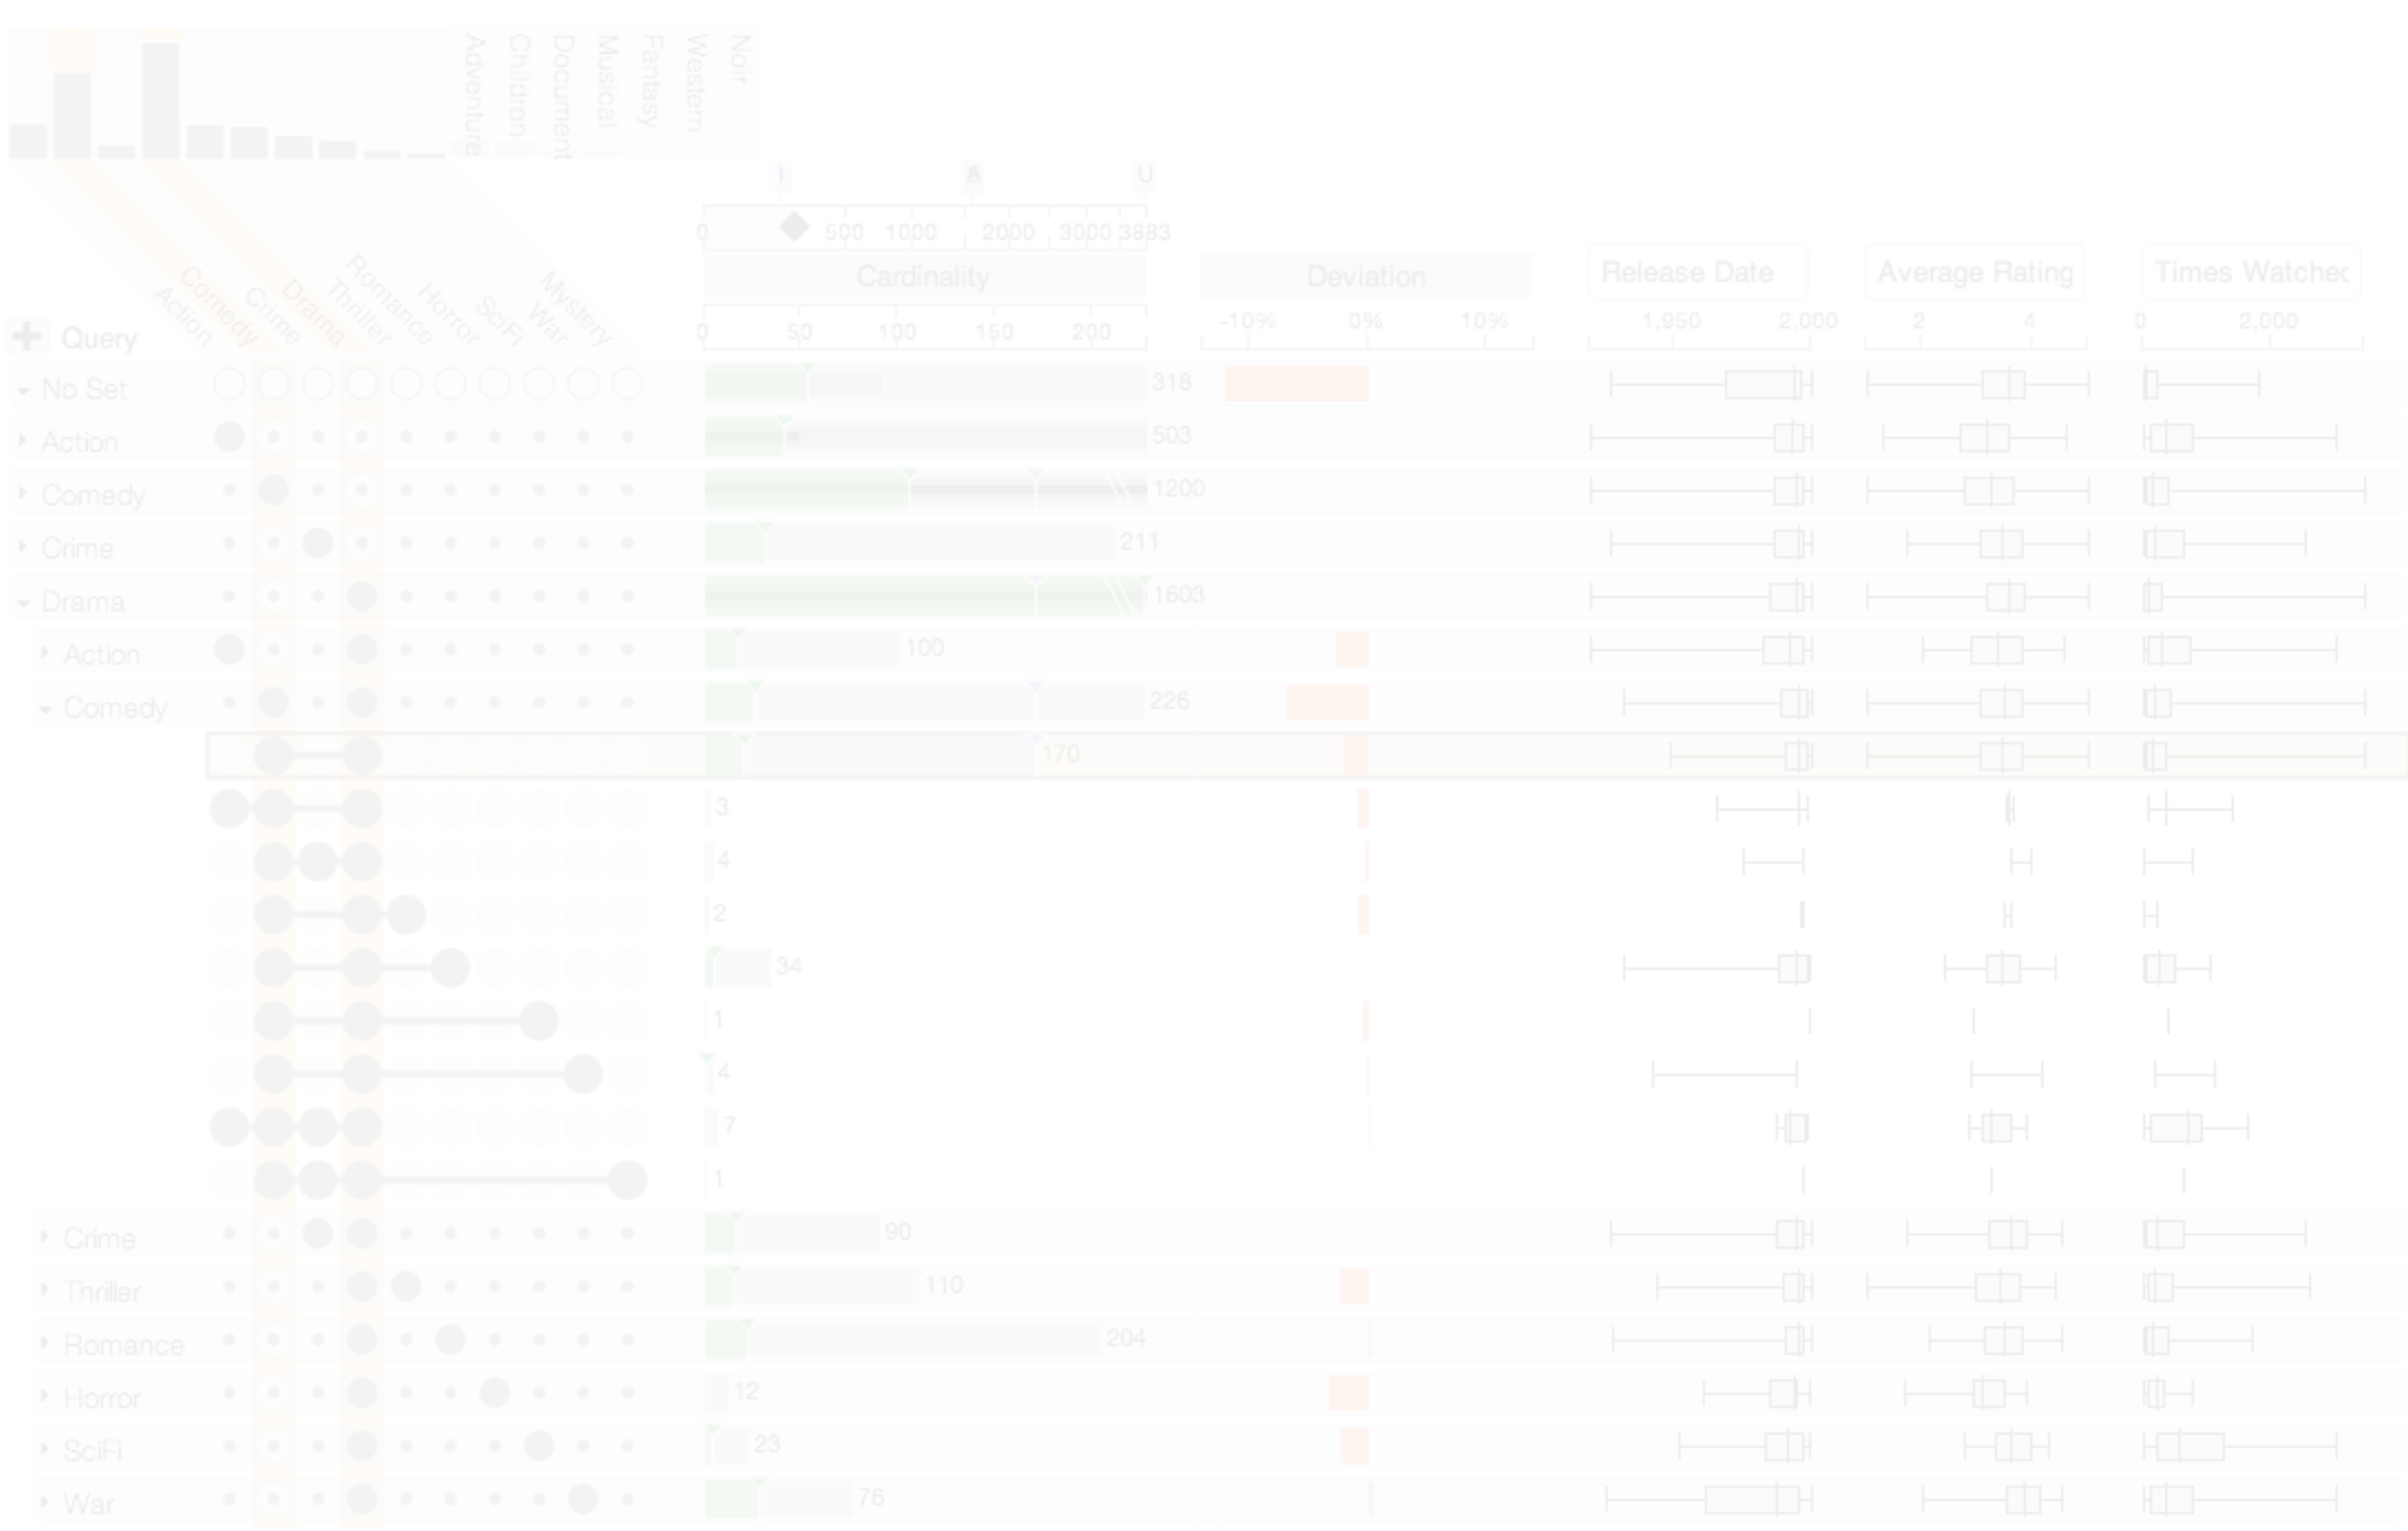 Adventure
Children
Document
Musical
Fantasy
Western
Noir
I A U
0 500 1000 2000 3000 3883
Cardinality
Deviation
Release Date
Average Rating
Times Watched
Action
Comedy
Crime
Drama
Thriller
Romance
Horror
SciFi
War
Mystery
Query
0 50 100 150 200
-10% 0% 10%
1,950 2,000
2 4
0 2,000
No Set 318
Action 503
Comedy 1200
Crime 211
Drama 1603
Action 100
Comedy 226
170
3
4
2
34
1
4
7
1
Crime 90
Thriller 110
Romance 204
Horror 12
SciFi 23
War 76